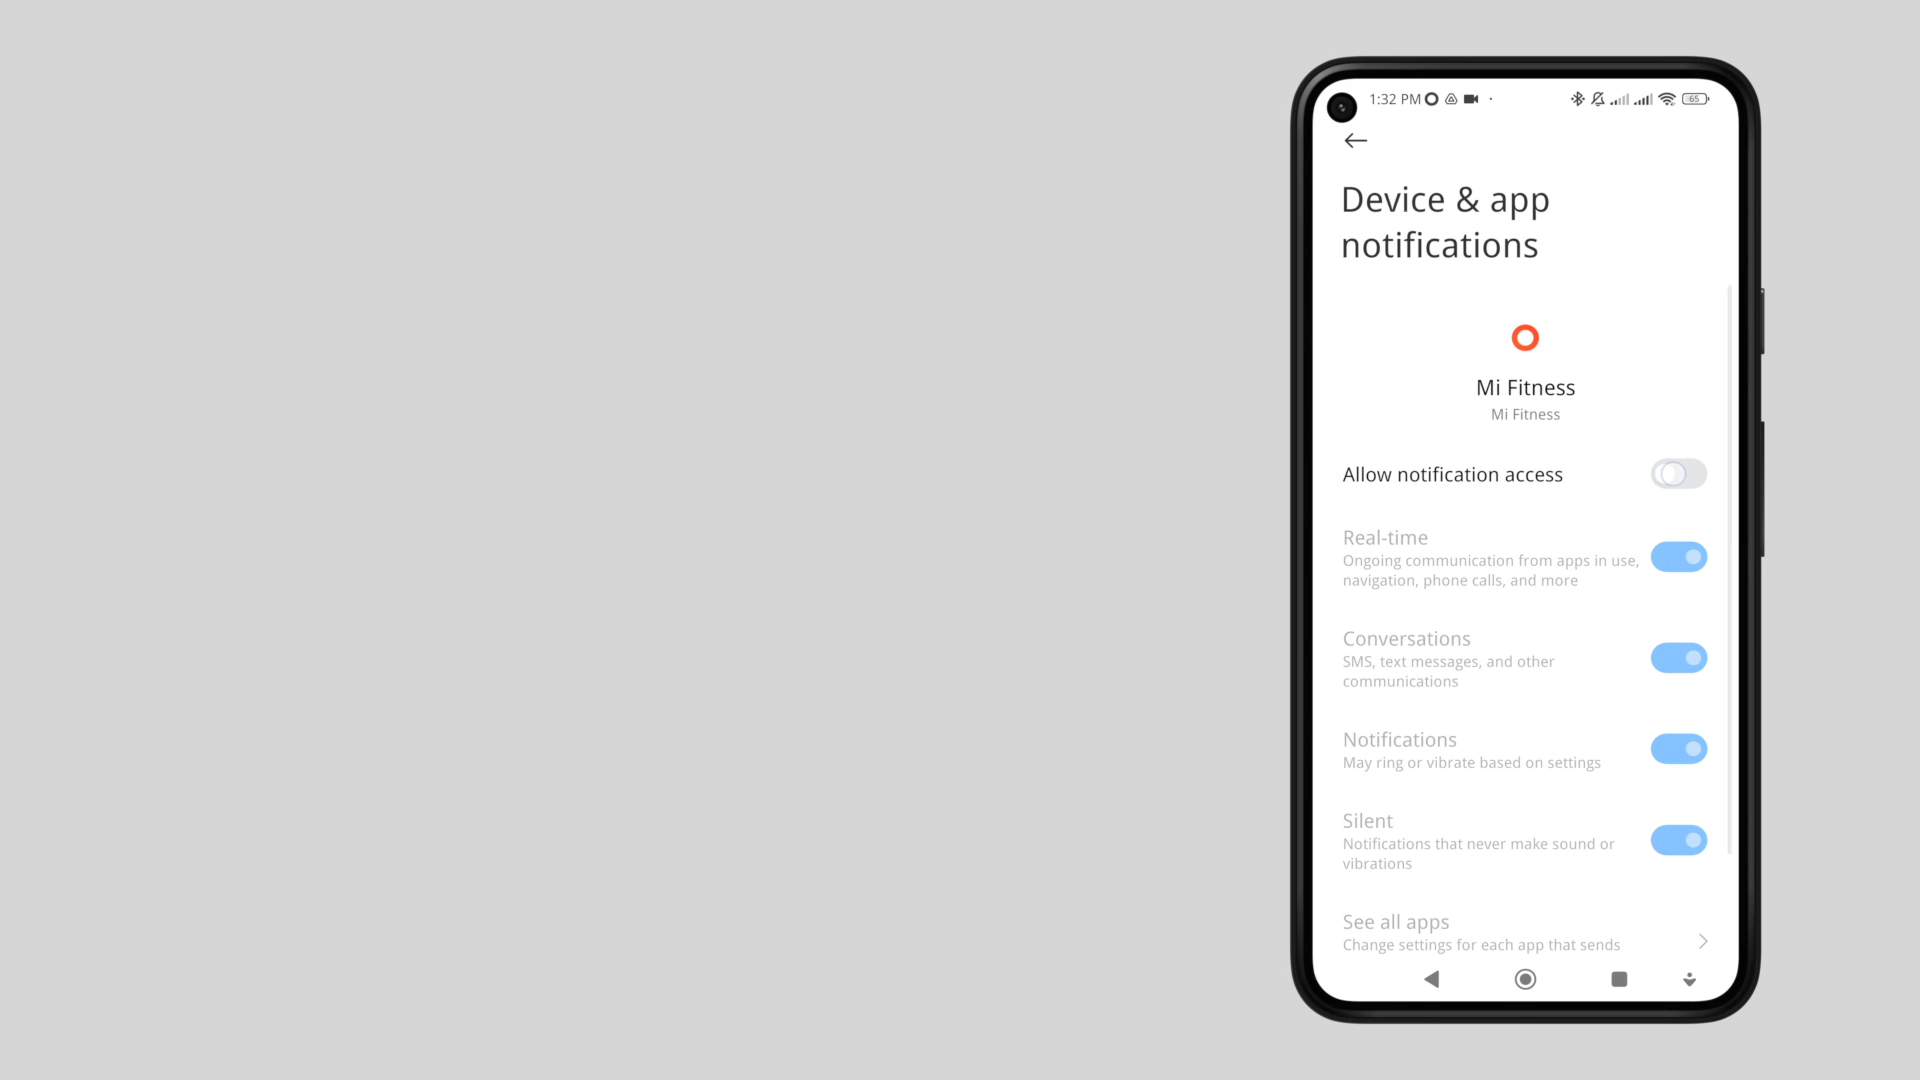 1:32 PM
65
Device & app
notifications
Mi Fitness
Mi Fitness
Allow notification access
Real-time
Ongoing communication from apps in use,
navigation, phone calls, and more
Conversations
SMS, text messages, and other
communications
Notifications
May ring or vibrate based on settings
Silent
Notifications that never make sound or
vibrations
See all apps
Change settings for each app that sends